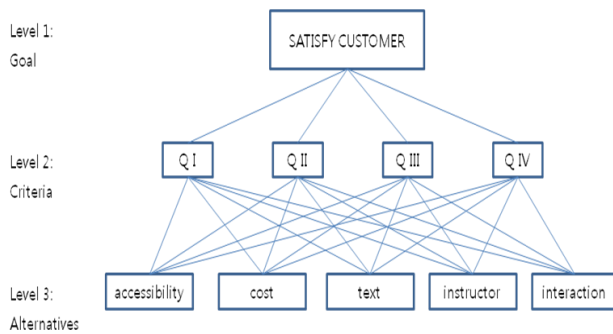 Level 1:
Goal
SATISFY CUSTOMER
Level 2:
Criteria
Q I
Q II
Q III
Q IV
Level 3:
Alternatives
accessibility
cost
text
instructor
interaction